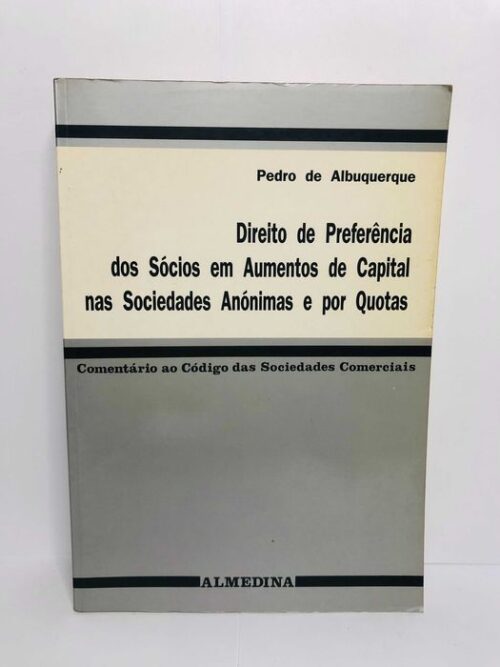 Pedro de Albuquerque
Direito de Preferência
dos Sócios em Aumentos de Capital
nas Sociedades Anónimas e por Quotas
Comentário ao Código das Sociedades Comerciais
ALMEDINA